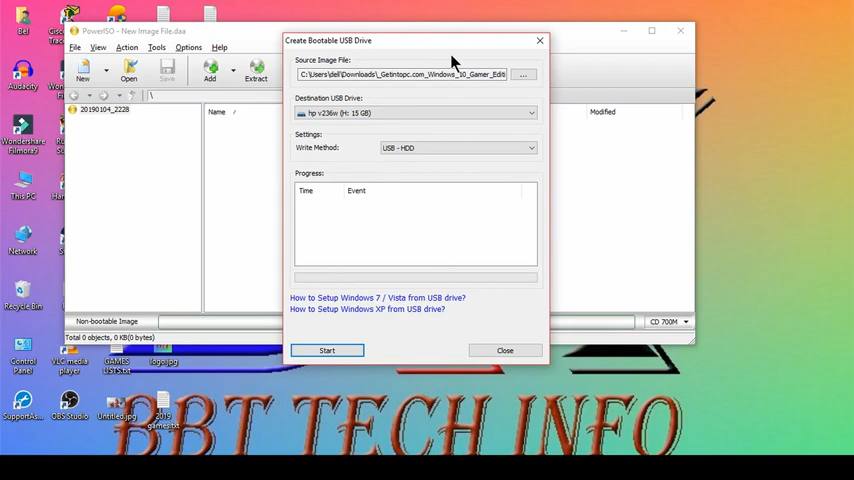 Bel
Cisco
PowerISO - New Image File.daa
File View Action Tools Options Help
New Open Save Add Extract
\
20190104_2228
Name /
Modified
Create Bootable USB Drive
Source Image File:
C:\Users\dell\Downloads\_Getintopc.com_Windows_10_Gamer_Editi
...
Destination USB Drive:
hp v236w (H: 15 GB)
Settings:
Write Method:
USB - HDD
Progress:
Time Event
How to Setup Windows 7 / Vista from USB drive?
How to Setup Windows XP from USB drive?
Start
Close
Non-bootable Image
CD 700M
Total 0 objects, 0 KB(0 bytes)
Audacity
Wondershare
Filmora9
This PC
Network
Recycle Bin
Control
Panel
VLC media
player
GAMES
LISTS.txt
logo.jpg
SupportAs...
OBS Studio
Untitled.jpg
2019
games.txt
BBT TECH INFO